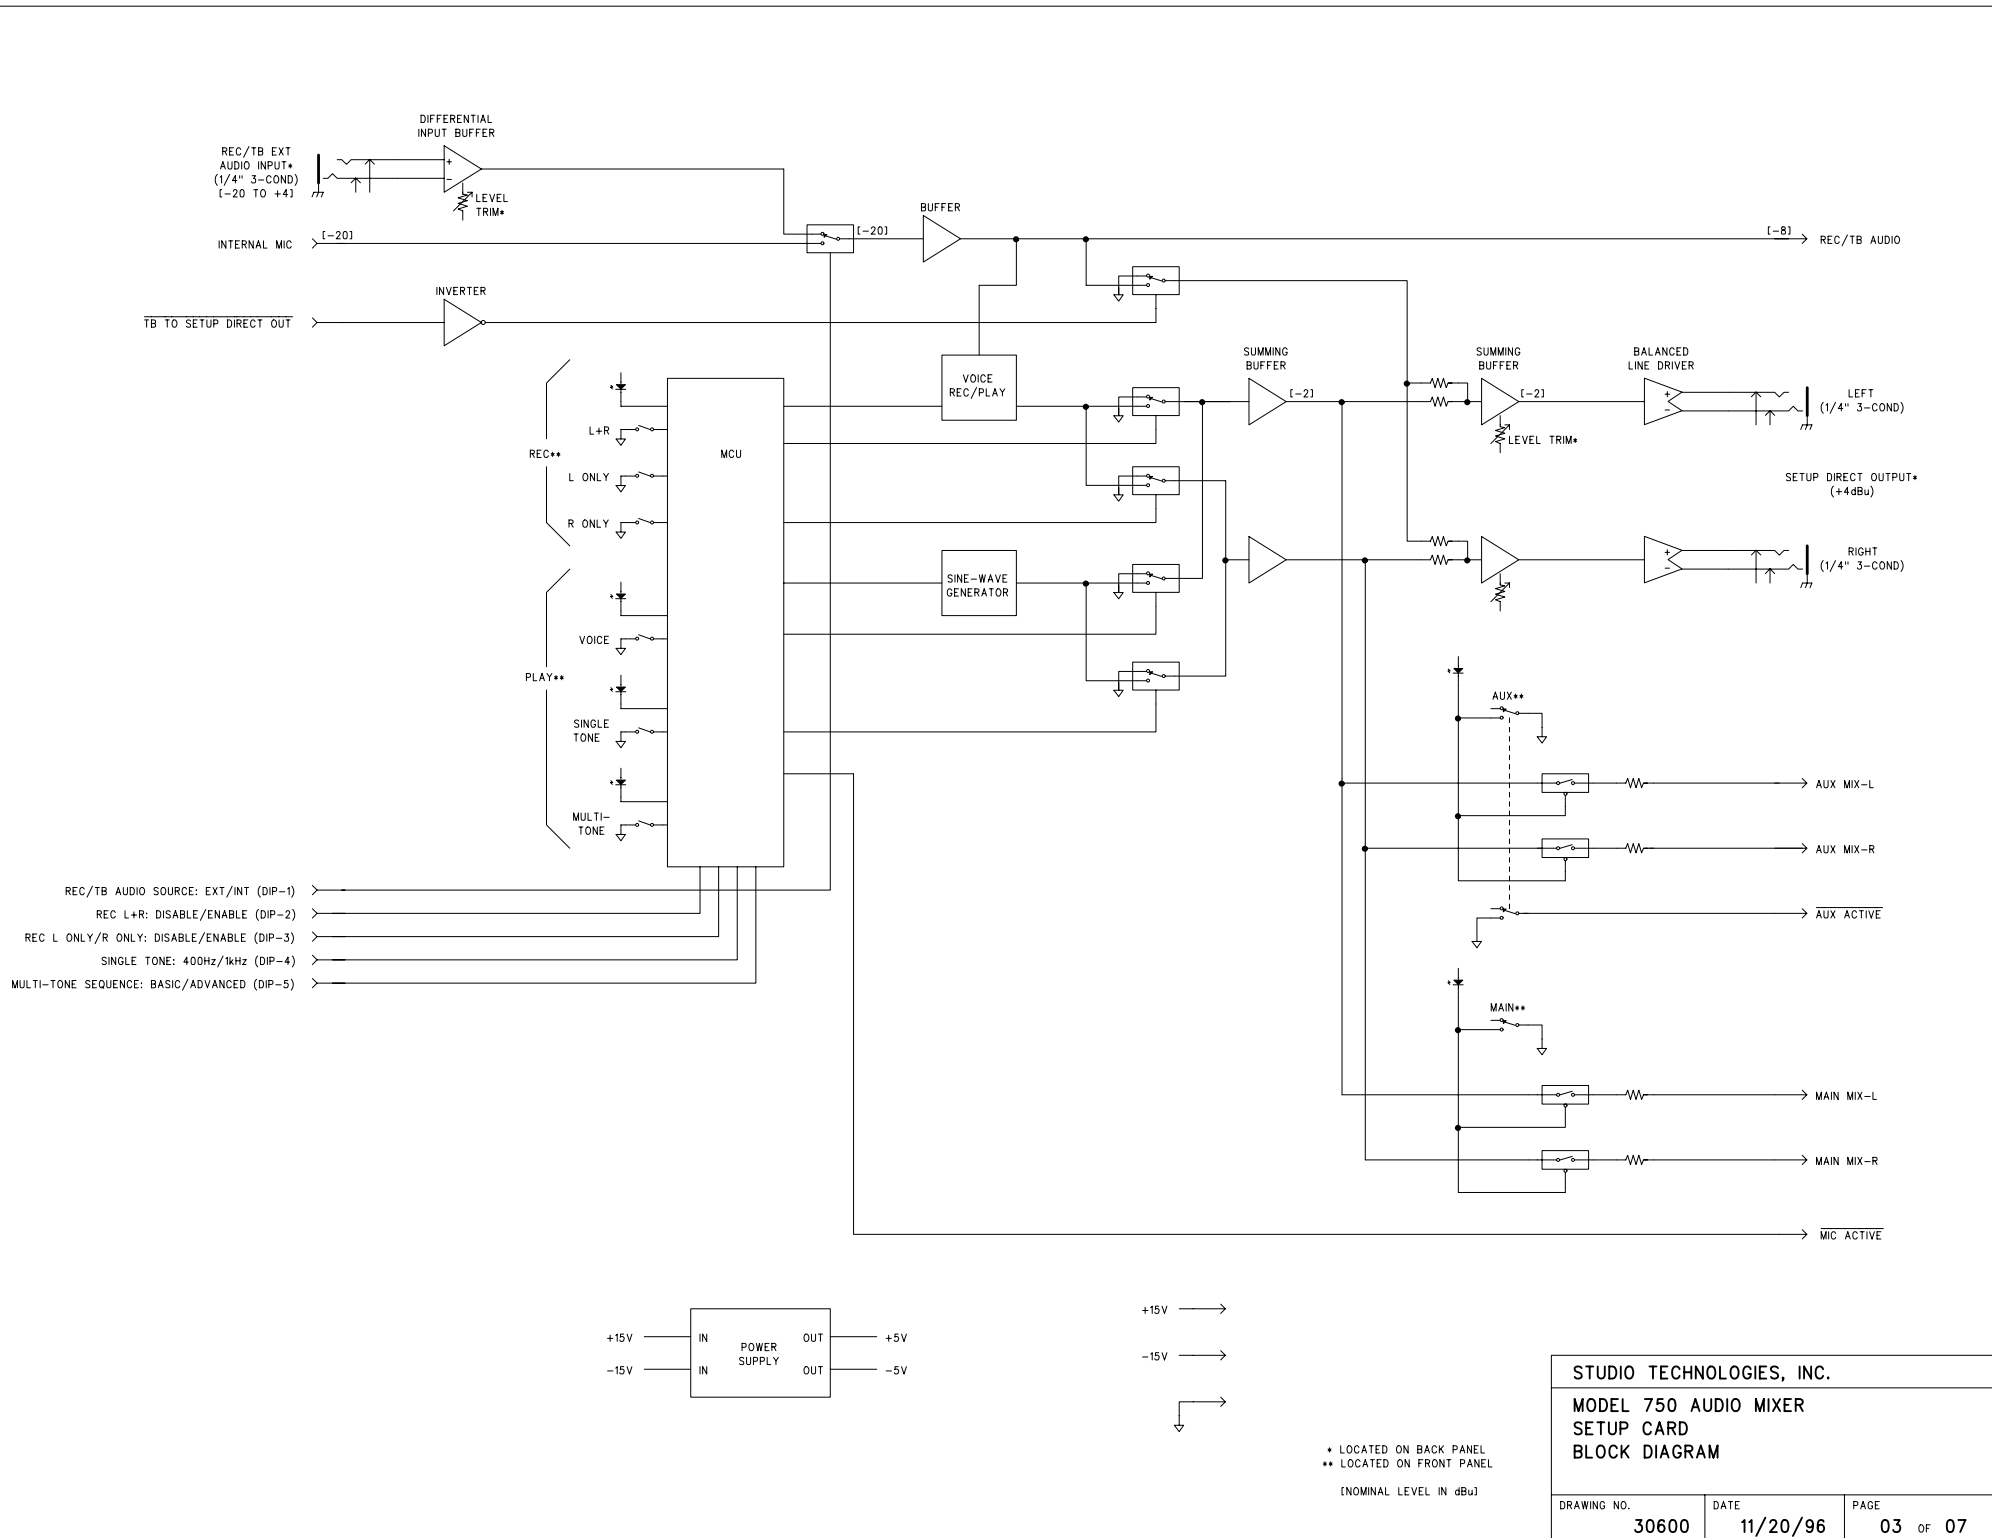 DIFFERENTIAL
INPUT BUFFER
REC/TB EXT
AUDIO INPUT*
(1/4" 3-COND)
[-20 TO +4]
+
-
LEVEL
TRIM*
INTERNAL MIC
[-20]
[-20]
BUFFER
[-8]
REC/TB AUDIO
INVERTER
TB TO SETUP DIRECT OUT
VOICE
REC/PLAY
SUMMING
BUFFER
[-2]
SUMMING
BUFFER
[-2]
LEVEL TRIM*
BALANCED
LINE DRIVER
+
-
LEFT
(1/4" 3-COND)
SETUP DIRECT OUTPUT*
(+4dBu)
+
-
RIGHT
(1/4" 3-COND)
MCU
REC**
L+R
L ONLY
R ONLY
SINE-WAVE
GENERATOR
PLAY**
VOICE
SINGLE
TONE
MULTI-
TONE
AUX**
AUX MIX-L
AUX MIX-R
AUX ACTIVE
REC/TB AUDIO SOURCE: EXT/INT (DIP-1)
REC L+R: DISABLE/ENABLE (DIP-2)
REC L ONLY/R ONLY: DISABLE/ENABLE (DIP-3)
SINGLE TONE: 400Hz/1kHz (DIP-4)
MULTI-TONE SEQUENCE: BASIC/ADVANCED (DIP-5)
MAIN**
MAIN MIX-L
MAIN MIX-R
MIC ACTIVE
+15V
IN
POWER
SUPPLY
OUT
+5V
-15V
IN
OUT
-5V
+15V
-15V
* LOCATED ON BACK PANEL
** LOCATED ON FRONT PANEL
[NOMINAL LEVEL IN dBu]
STUDIO TECHNOLOGIES, INC.
MODEL 750 AUDIO MIXER
SETUP CARD
BLOCK DIAGRAM
DRAWING NO.
30600
DATE
11/20/96
PAGE
03 OF 07